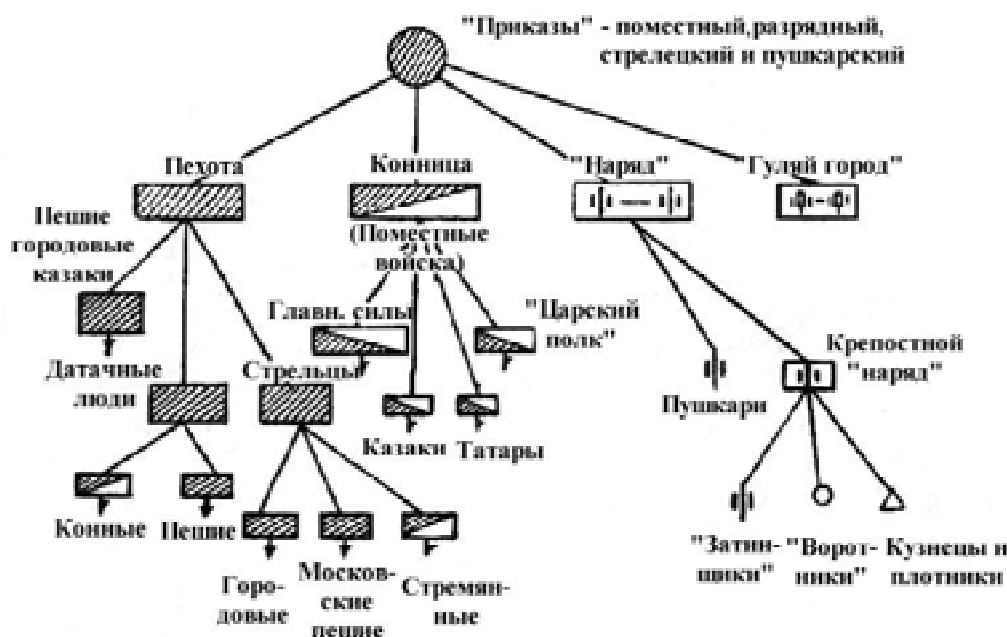 "Приказы" - поместный,разрядный,
стрелецкий и пушкарский
Пехота
Конница
"Наряд"
"Гуляй город"
(Поместные
войска)
Пешие
городовые
казаки
Главн. силы
"Царский
полк"
Датачные
люди
Стрельцы
Казаки
Татары
Пушкари
Крепостной
"наряд"
Конные
Пешие
Горо-
довые
Москов-
ские
пешие
Стремян-
ные
"Затин-
щики"
"Ворот-
ники"
Кузнецы и
плотники